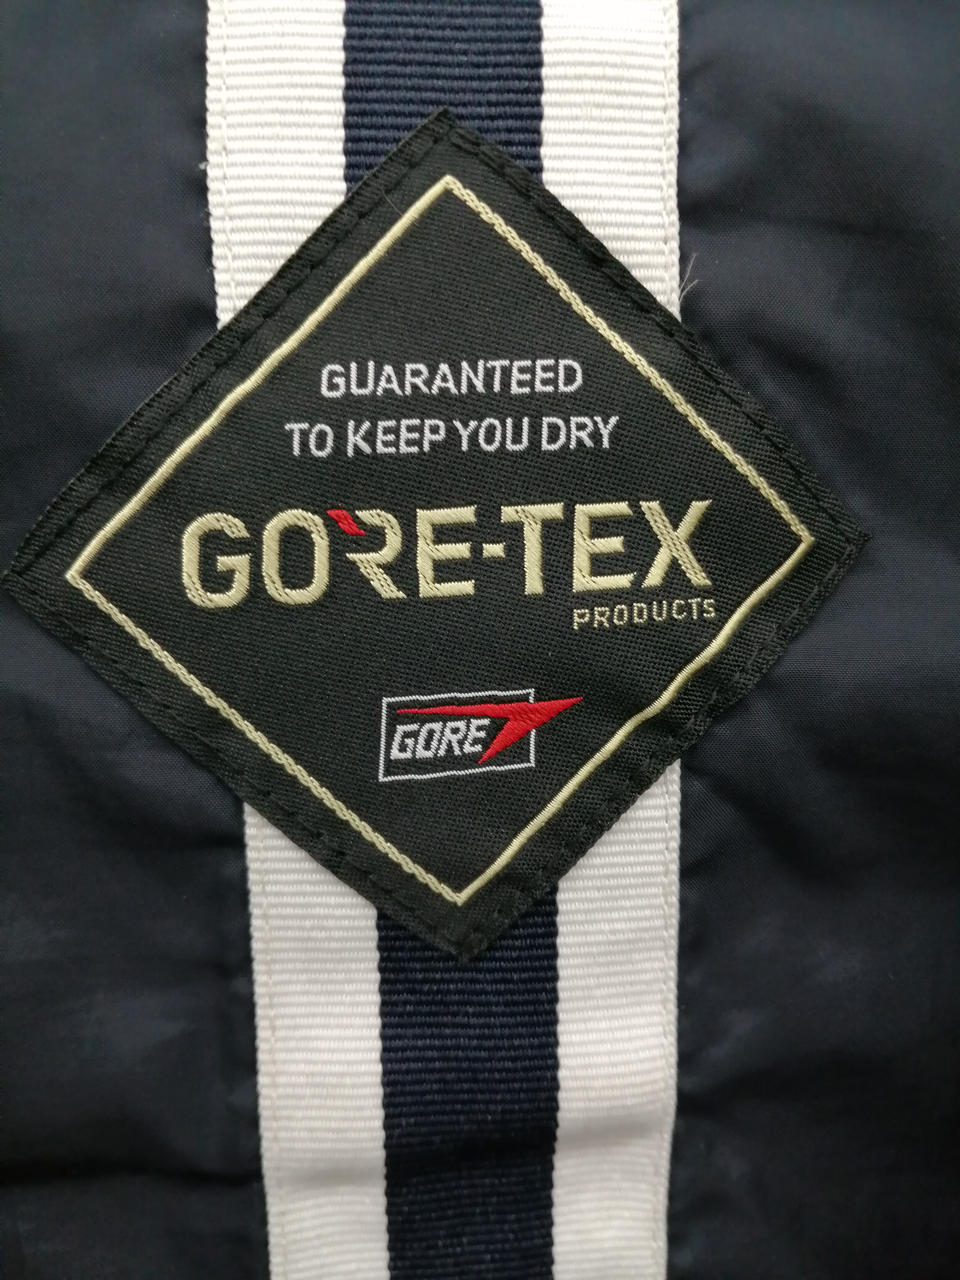 GUARANTEED
TO KEEP YOU DRY
GORE-TEX
PRODUCTS
GORE